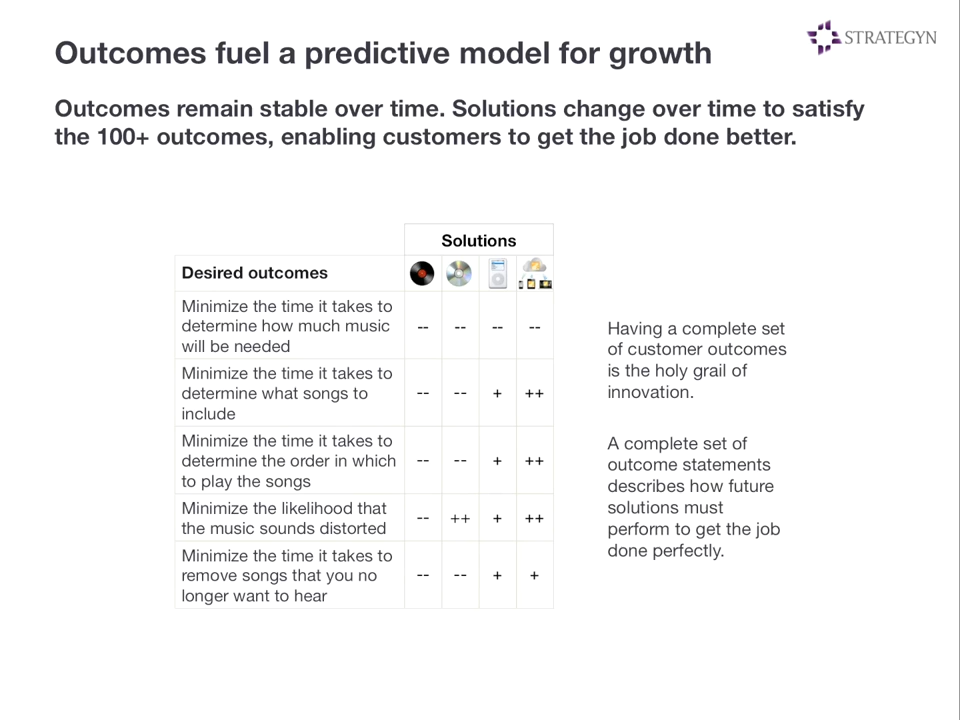 Outcomes fuel a predictive model for growth
STRATEGYN
Outcomes remain stable over time. Solutions change over time to satisfy
the 100+ outcomes, enabling customers to get the job done better.
Solutions
Desired outcomes
Minimize the time it takes to
determine how much music
will be needed
-- -- -- --
Minimize the time it takes to
determine what songs to
include
-- -- + ++
Minimize the time it takes to
determine the order in which
to play the songs
-- -- + ++
Minimize the likelihood that
the music sounds distorted
-- ++ + ++
Minimize the time it takes to
remove songs that you no
longer want to hear
-- -- + +
Having a complete set
of customer outcomes
is the holy grail of
innovation.
A complete set of
outcome statements
describes how future
solutions must
perform to get the job
done perfectly.